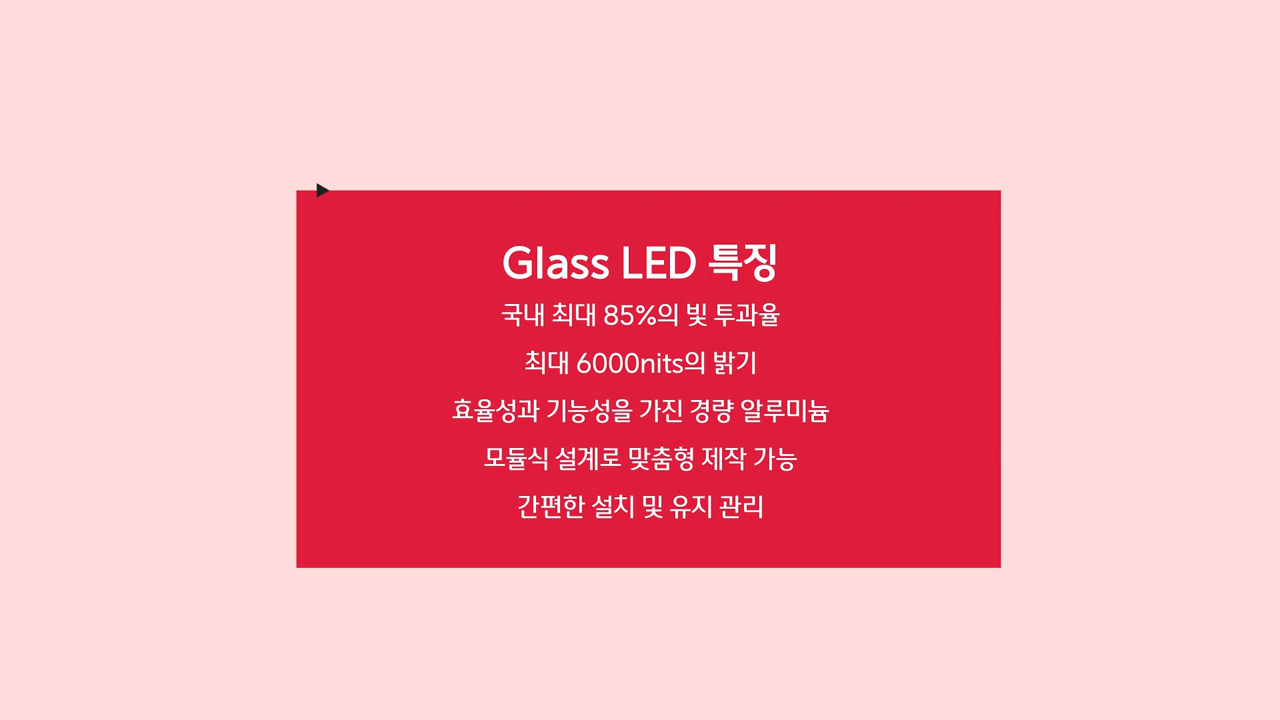 Glass LED 특징
국내 최대 85%의 빛 투과율
최대 6000nits의 밝기
효율성과 기능성을 가진 경량 알루미늄
모듈식 설계로 맞춤형 제작 가능
간편한 설치 및 유지 관리